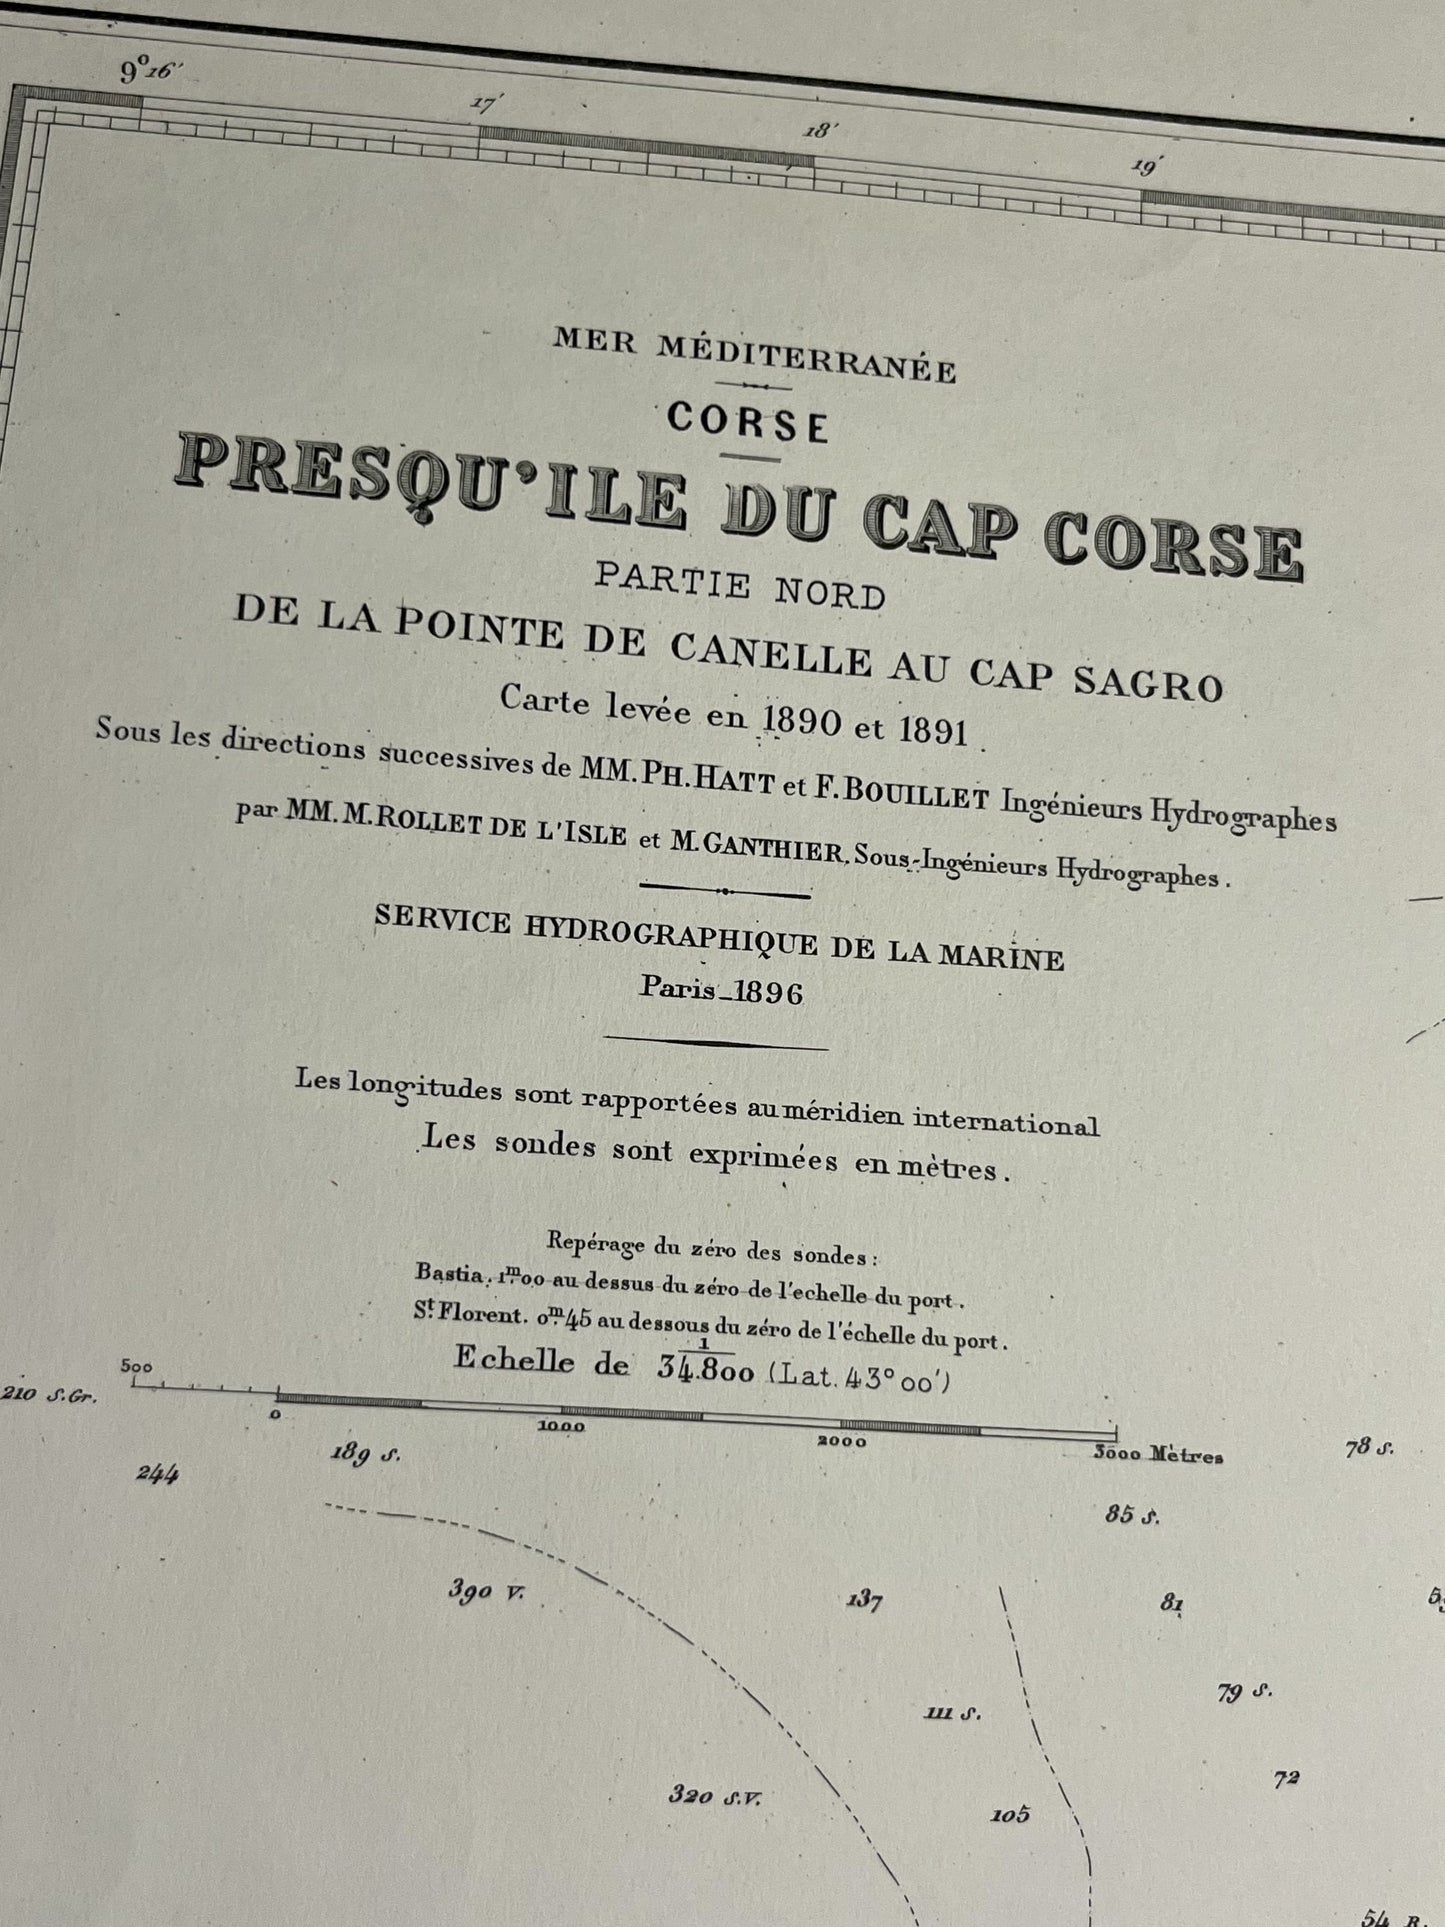 9°16′ 17′ 18′ 19′
MER MÉDITERRANÉE
CORSE
PRESQU'ILE DU CAP CORSE
PARTIE NORD
DE LA POINTE DE CANELLE AU CAP SAGRO
Carte levée en 1890 et 1891.
Sous les directions successives de MM. PH. HATT et F. BOUILLET Ingénieurs Hydrographes
par MM. M. ROLLET DE L'ISLE et M. GANTHIER, Sous-Ingénieurs Hydrographes.
SERVICE HYDROGRAPHIQUE DE LA MARINE
Paris_1896
Les longitudes sont rapportées au méridien international
Les sondes sont exprimées en mètres.
Repérage du zéro des sondes:
Bastia. 1m.00 au dessus du zéro de l'echelle du port.
St. Florent. 0m.45 au dessous du zéro de l'échelle du port.
Echelle de 1/34.800 (Lat. 43°00′)
500
0 1000 2000 3000 Mètres
210 S.Gr.
189 S. 78 S.
244
85 S.
390 V. 137 81
79 S.
111 S.
72
320 S.V. 105
54 R.